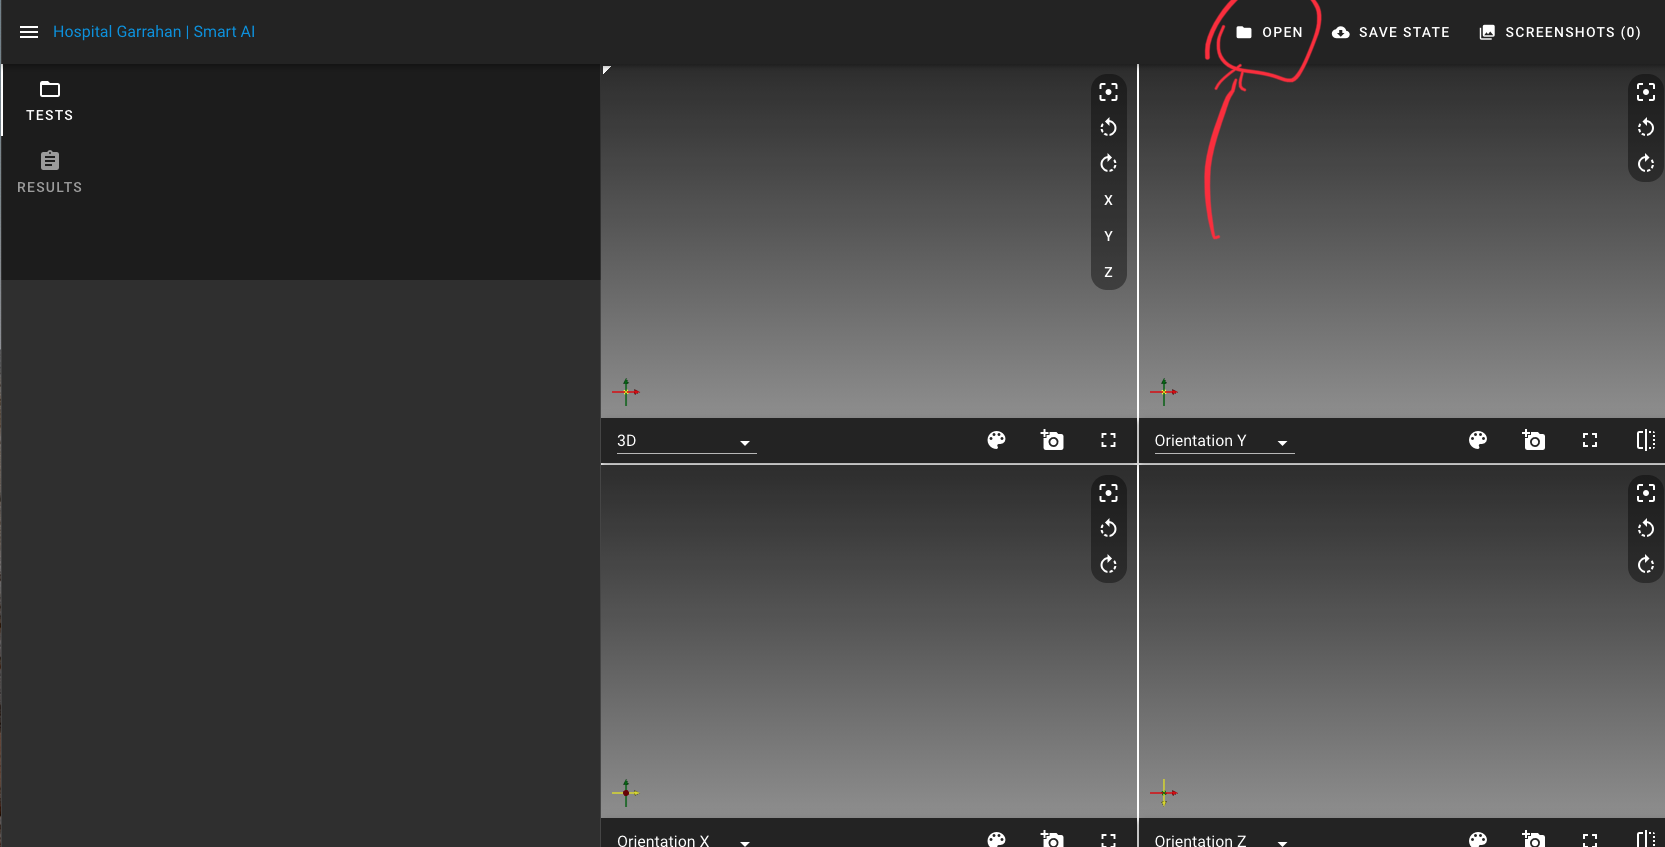 Hospital Garrahan | Smart AI
OPEN
SAVE STATE
SCREENSHOTS (0)
TESTS
RESULTS
X
Y
Z
3D
Orientation Y
Orientation X
Orientation Z